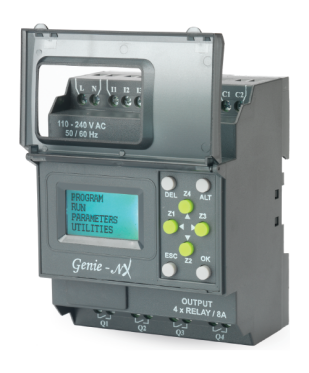 L N I1 I2 E
C1 C2
110 - 240 V AC
50 / 60 Hz
PROGRAM
RUN
PARAMETERS
UTILITIES
DEL Z4 ALT
Z1 Z3
ESC Z2 OK
Genie - NX
OUTPUT
4 x RELAY / 8A
Q1 Q2 Q3 Q4